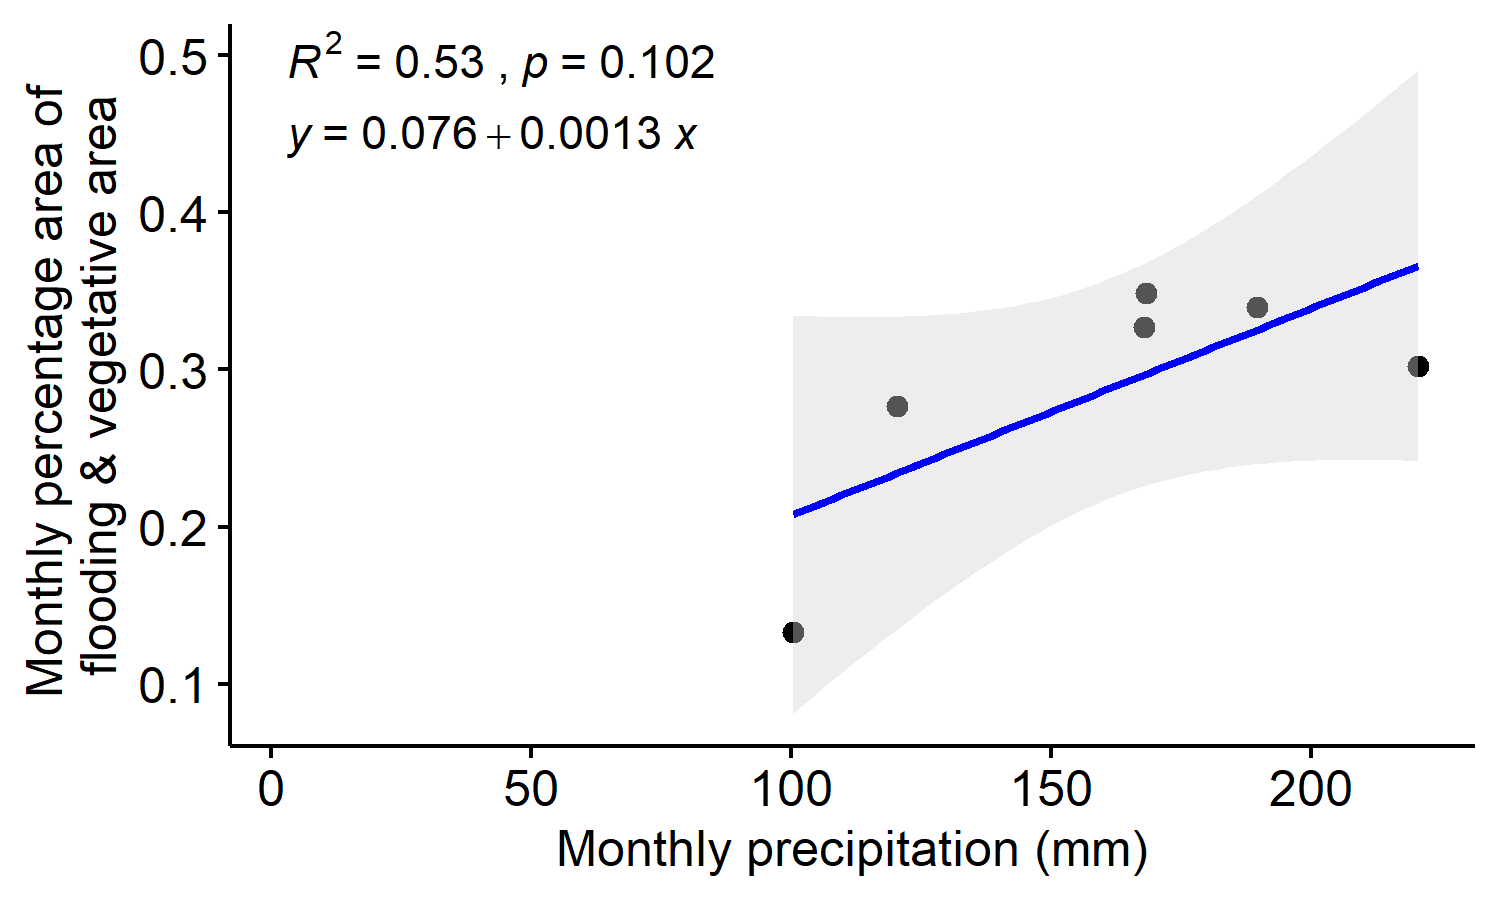 R² = 0.53 , p = 0.102
y = 0.076 + 0.0013 x
Monthly percentage area of
flooding & vegetative area
0.5
0.4
0.3
0.2
0.1
0 50 100 150 200
Monthly precipitation (mm)